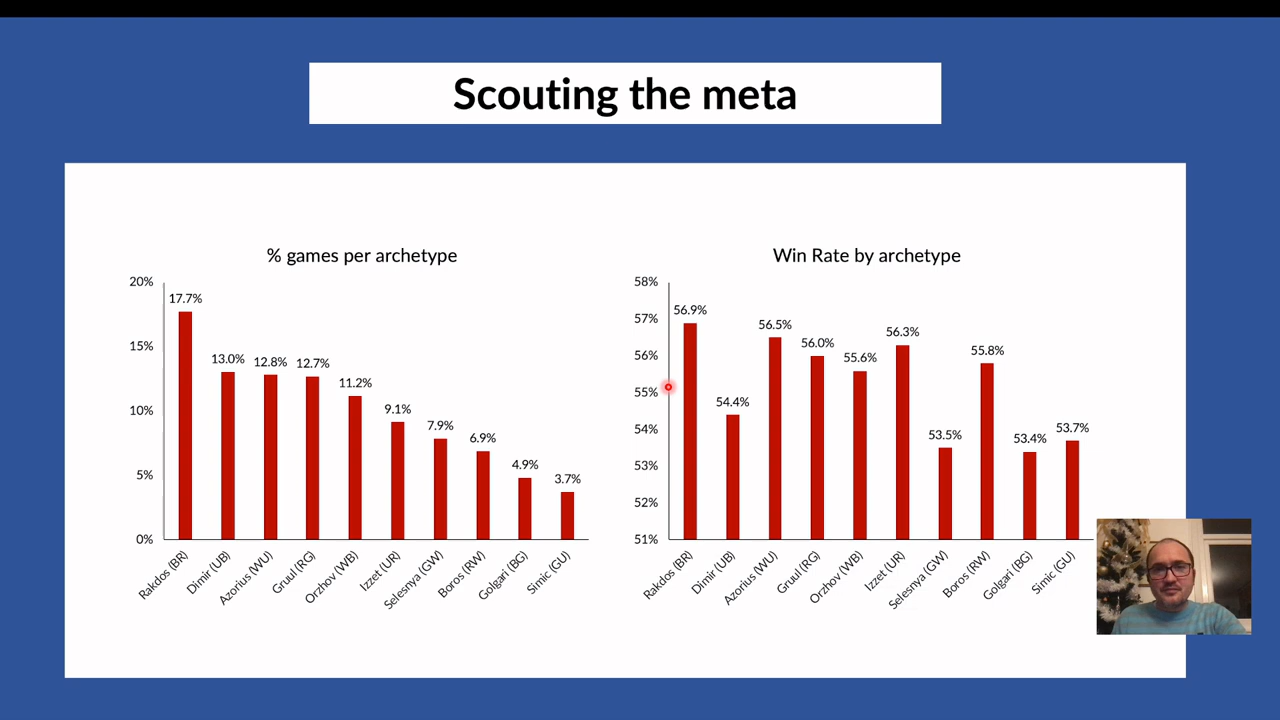 Scouting the meta
% games per archetype
20%
15%
10%
5%
0%
17.7%
13.0%
12.8%
12.7%
11.2%
9.1%
7.9%
6.9%
4.9%
3.7%
Rakdos (BR)
Dimir (UB)
Azorius (WU)
Gruul (RG)
Orzhov (WB)
Izzet (UR)
Selesnya (GW)
Boros (RW)
Golgari (BG)
Simic (GU)
Win Rate by archetype
58%
57%
56%
55%
54%
53%
52%
51%
56.9%
54.4%
56.5%
56.0%
55.6%
56.3%
53.5%
55.8%
53.4%
53.7%
Rakdos (BR)
Dimir (UB)
Azorius (WU)
Gruul (RG)
Orzhov (WB)
Izzet (UR)
Selesnya (GW)
Boros (RW)
Golgari (BG)
Simic (GU)